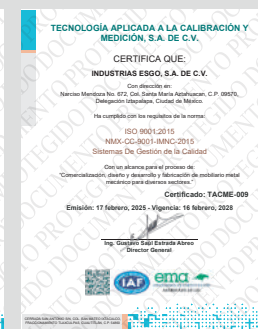 TECNOLOGÍA APLICADA A LA CALIBRACIÓN Y
MEDICIÓN, S.A. DE C.V.
CERTIFICA QUE:
INDUSTRIAS ESGO, S.A. DE C.V.
Con dirección en:
Narciso Mendoza No. 672, Col. Santa María Aztahuacan, C.P. 09570,
Delegación Iztapalapa, Ciudad de México.
Ha cumplido con los requisitos de la norma:
ISO 9001:2015
NMX-CC-9001-IMNC-2015
Sistemas De Gestión de la Calidad
Con un alcance para el proceso de:
"Comercialización, diseño y desarrollo y fabricación de mobiliario metal
mecánico para diversos sectores."
Certificado: TACME-009
Emisión: 17 febrero, 2025 - Vigencia: 16 febrero, 2028
Ing. Gustavo Saúl Estrada Abreo
Director General
IAF
ema